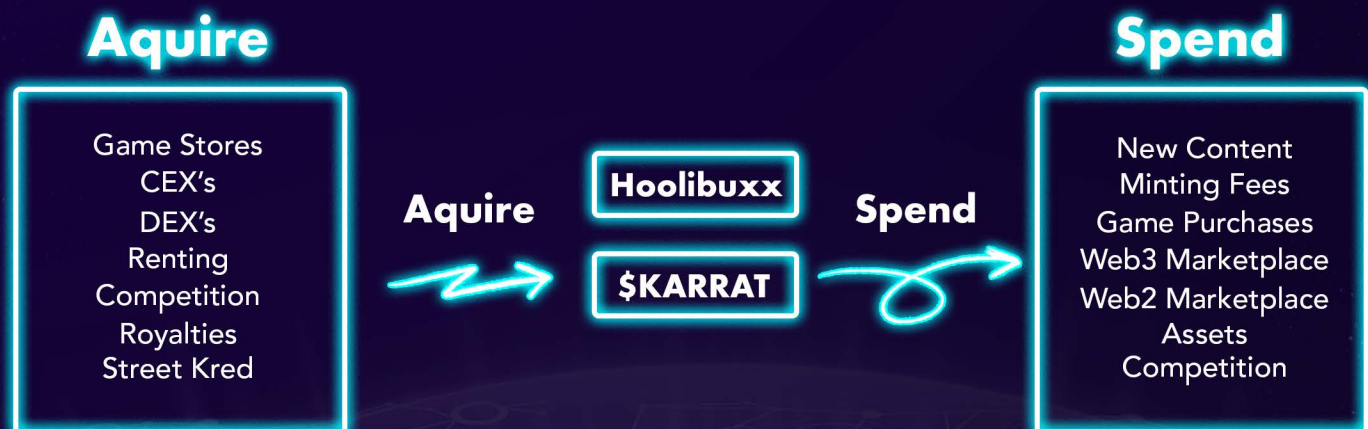 Aquire
Game Stores
CEX's
DEX's
Renting
Competition
Royalties
Street Kred
Aquire
Hoolibuxx
$KARRAT
Spend
Spend
New Content
Minting Fees
Game Purchases
Web3 Marketplace
Web2 Marketplace
Assets
Competition